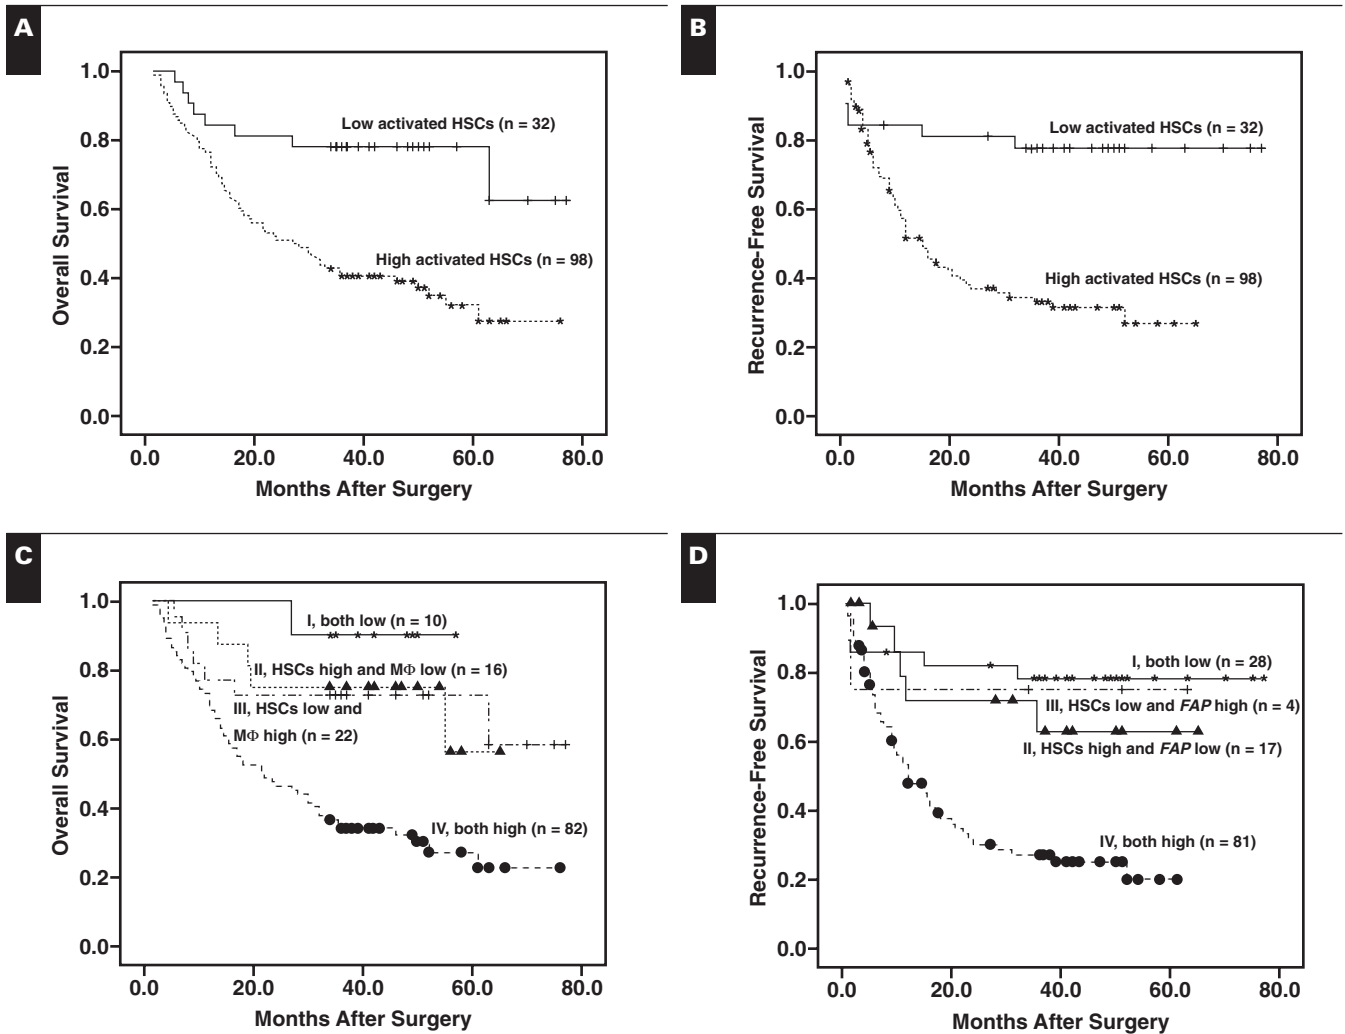 A
Overall Survival
1.0
0.8
0.6
0.4
0.2
0.0
Low activated HSCs (n = 32)
High activated HSCs (n = 98)
0.0 20.0 40.0 60.0 80.0
Months After Surgery
B
Recurrence-Free Survival
1.0
0.8
0.6
0.4
0.2
0.0
Low activated HSCs (n = 32)
High activated HSCs (n = 98)
0.0 20.0 40.0 60.0 80.0
Months After Surgery
C
Overall Survival
1.0
0.8
0.6
0.4
0.2
0.0
I, both low (n = 10)
II, HSCs high and MΦ low (n = 16)
III, HSCs low and
MΦ high (n = 22)
IV, both high (n = 82)
0.0 20.0 40.0 60.0 80.0
Months After Surgery
D
Recurrence-Free Survival
1.0
0.8
0.6
0.4
0.2
0.0
I, both low (n = 28)
III, HSCs low and FAP high (n = 4)
II, HSCs high and FAP low (n = 17)
IV, both high (n = 81)
0.0 20.0 40.0 60.0 80.0
Months After Surgery